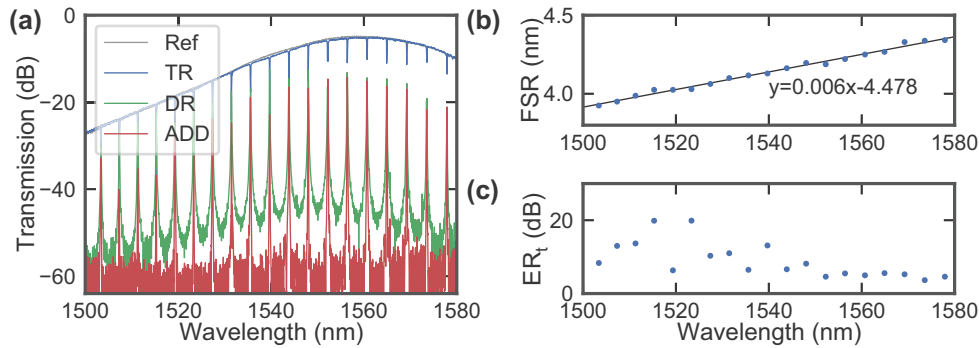 (a)
Transmission (dB)
0
−20
−40
−60
Ref
TR
DR
ADD
1500 1520 1540 1560 1580
Wavelength (nm)
(b)
FSR (nm)
4.5
4.0
y=0.006x-4.478
1500 1520 1540 1560 1580
(c)
ERt (dB)
20
0
1500 1520 1540 1560 1580
Wavelength (nm)